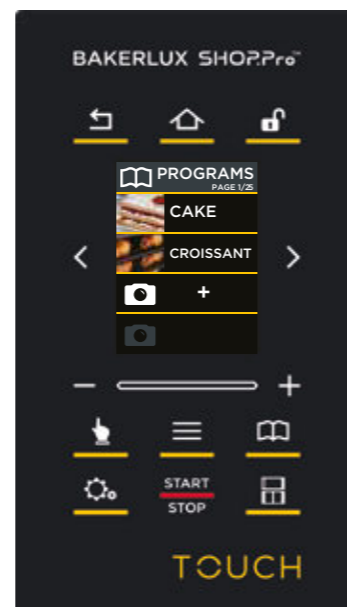 BAKERLUX SHOP.Pro™
PROGRAMS
PAGE 1/25
CAKE
CROISSANT
+
− +
START
STOP
TOUCH